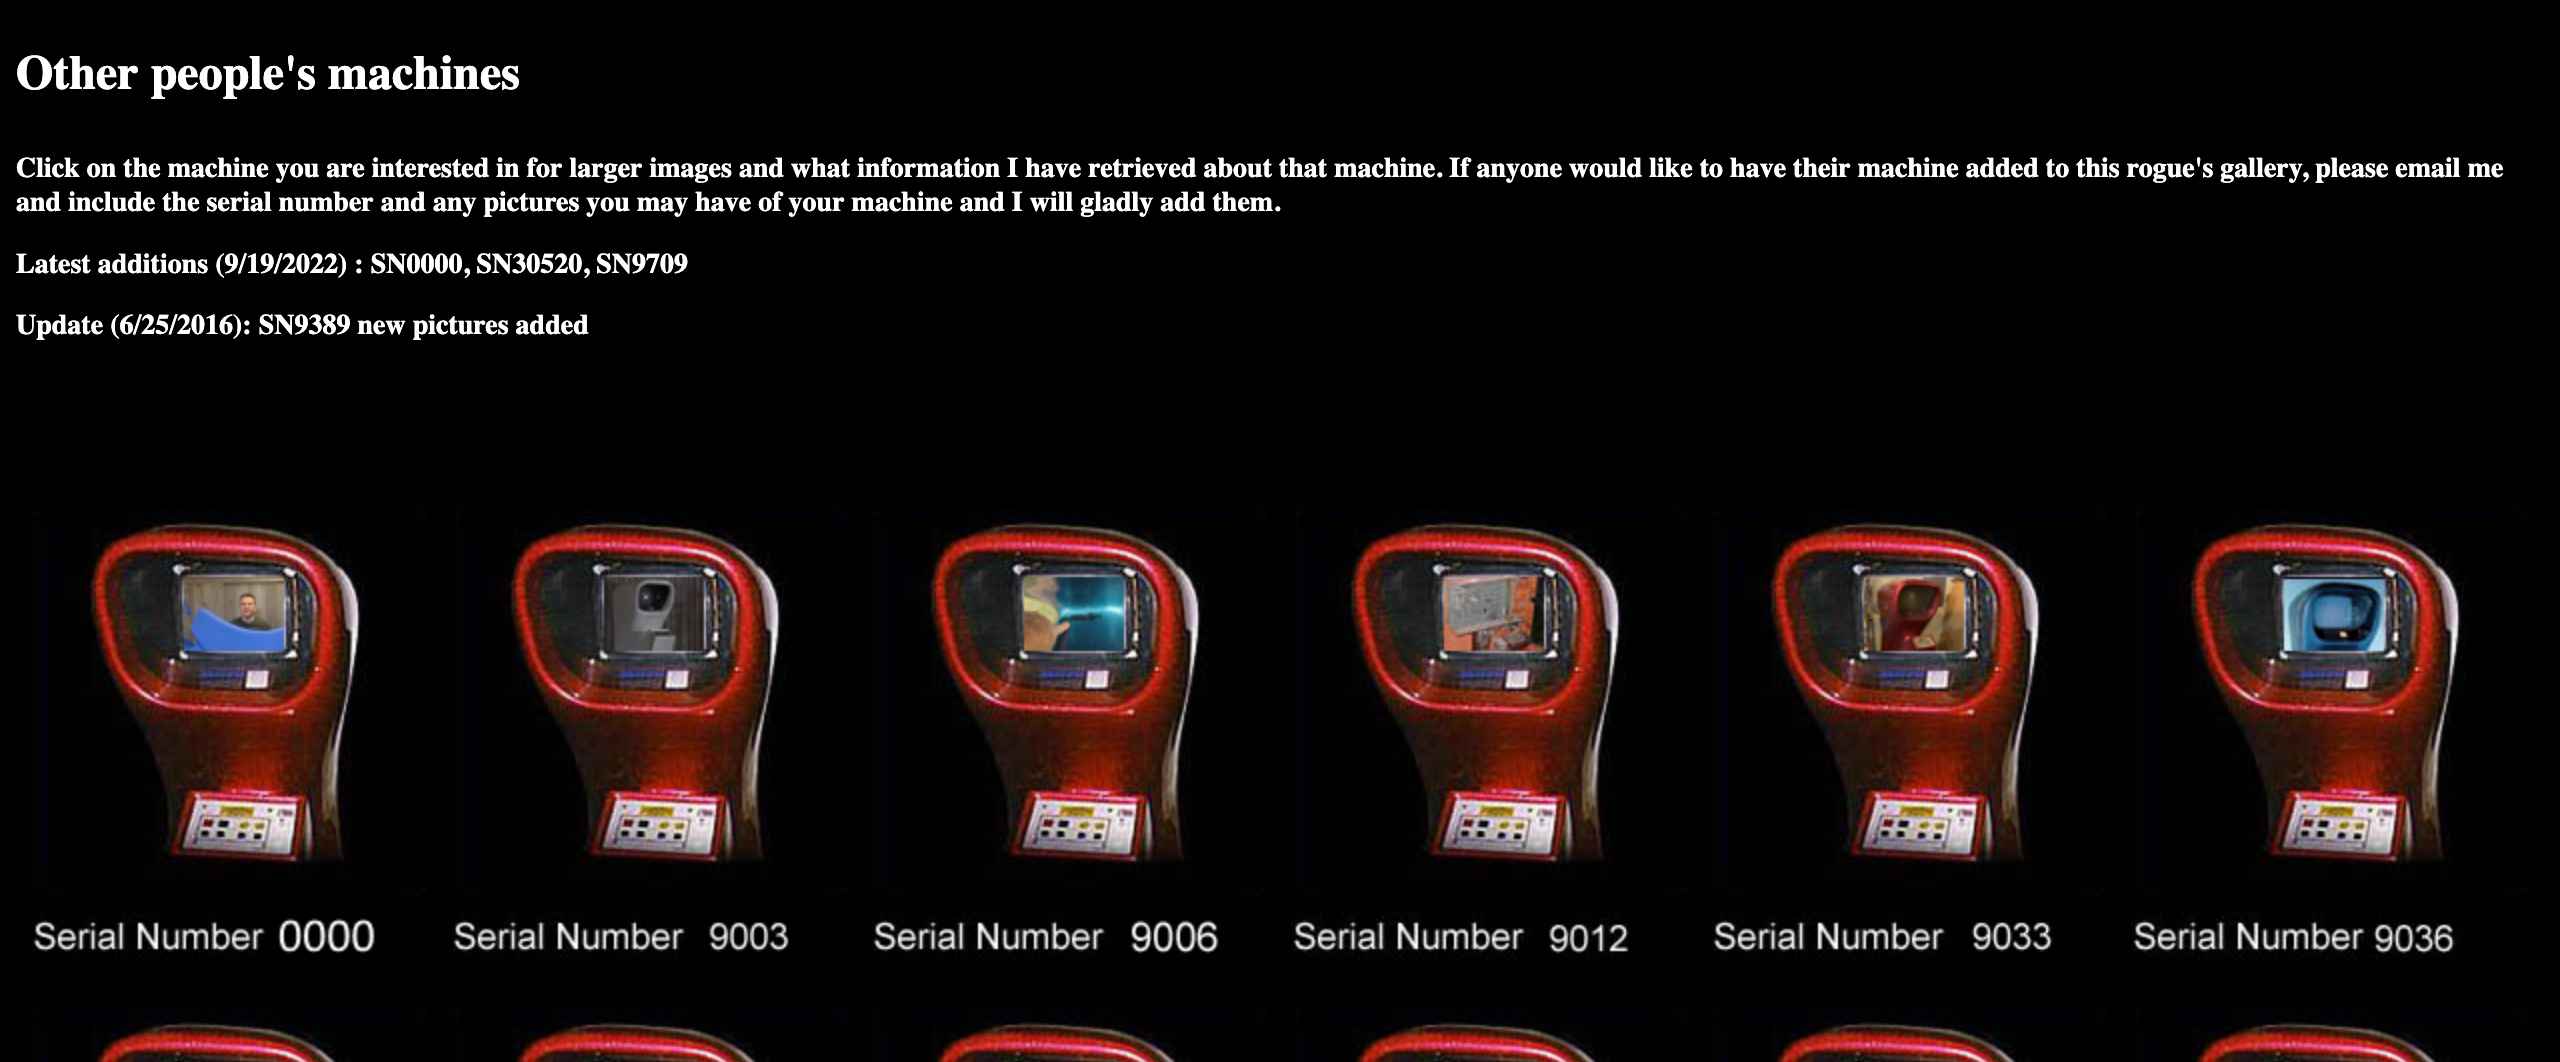 Other people's machines
Click on the machine you are interested in for larger images and what information I have retrieved about that machine. If anyone would like to have their machine added to this rogue's gallery, please email me
and include the serial number and any pictures you may have of your machine and I will gladly add them.
Latest additions (9/19/2022) : SN0000, SN30520, SN9709
Update (6/25/2016): SN9389 new pictures added
Serial Number 0000
Serial Number 9003
Serial Number 9006
Serial Number 9012
Serial Number 9033
Serial Number 9036